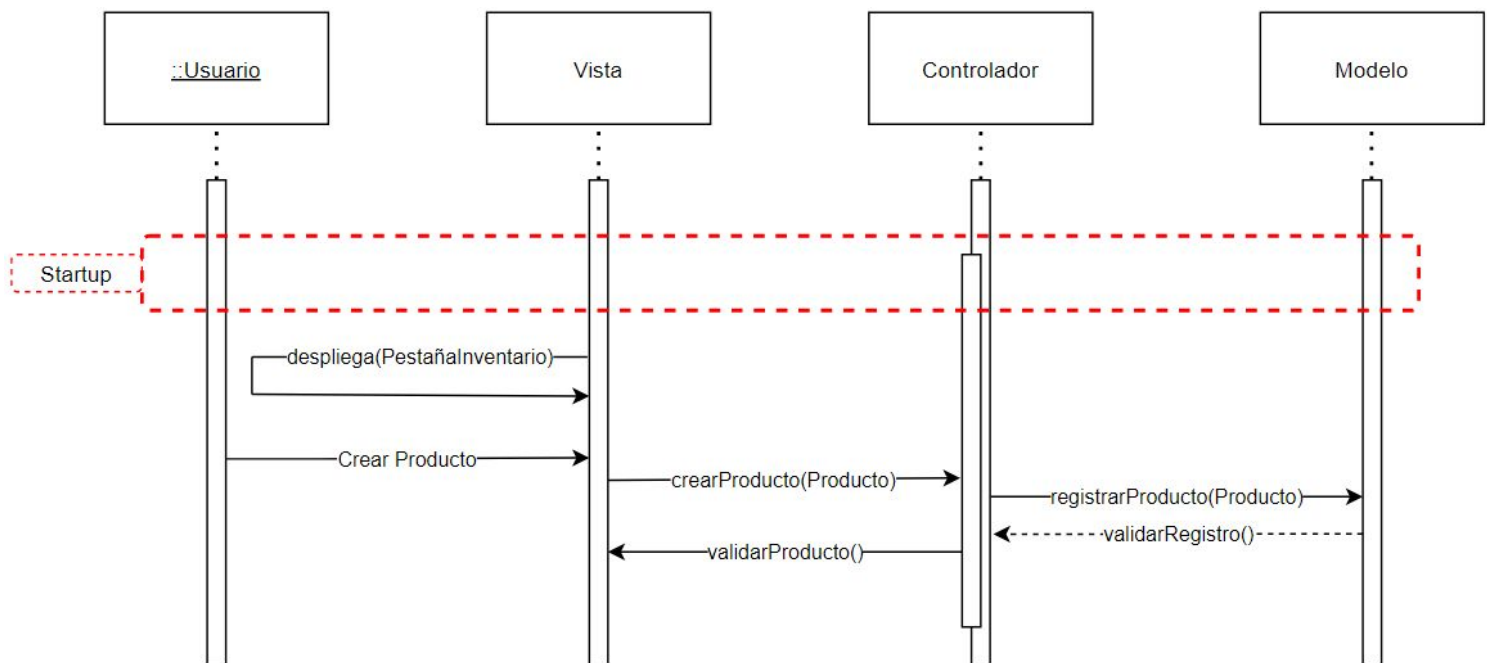 ::Usuario
Vista
Controlador
Modelo
Startup
despliega(PestañaInventario)
Crear Producto
crearProducto(Producto)
registrarProducto(Producto)
validarRegistro()
validarProducto()